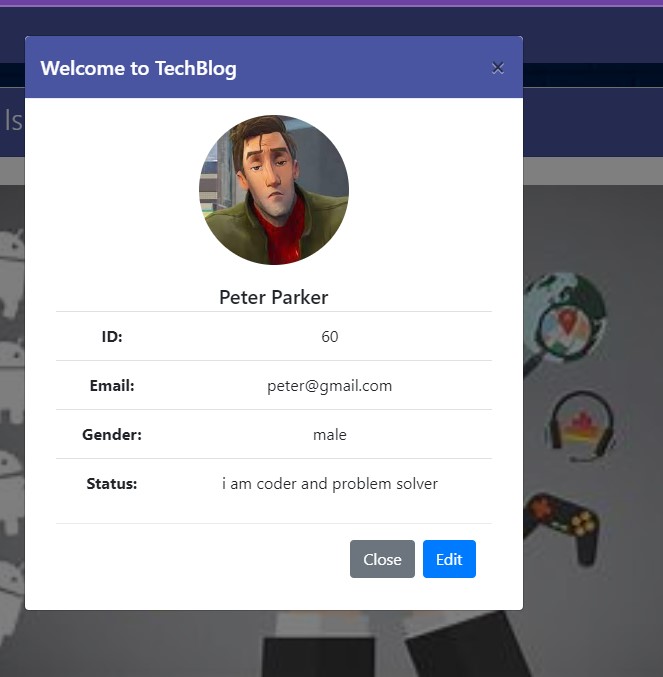 Welcome to TechBlog ×
ls
Peter Parker
ID: 60
Email: peter@gmail.com
Gender: male
Status: i am coder and problem solver
Close Edit